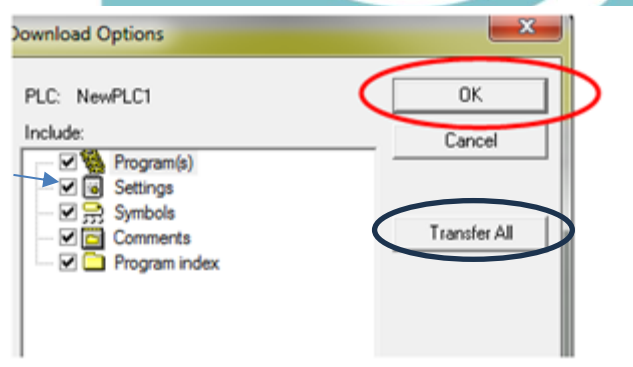 Download Options
PLC: NewPLC1
OK
Include:
Cancel
Program(s)
Settings
Symbols
Transfer All
Comments
Program index